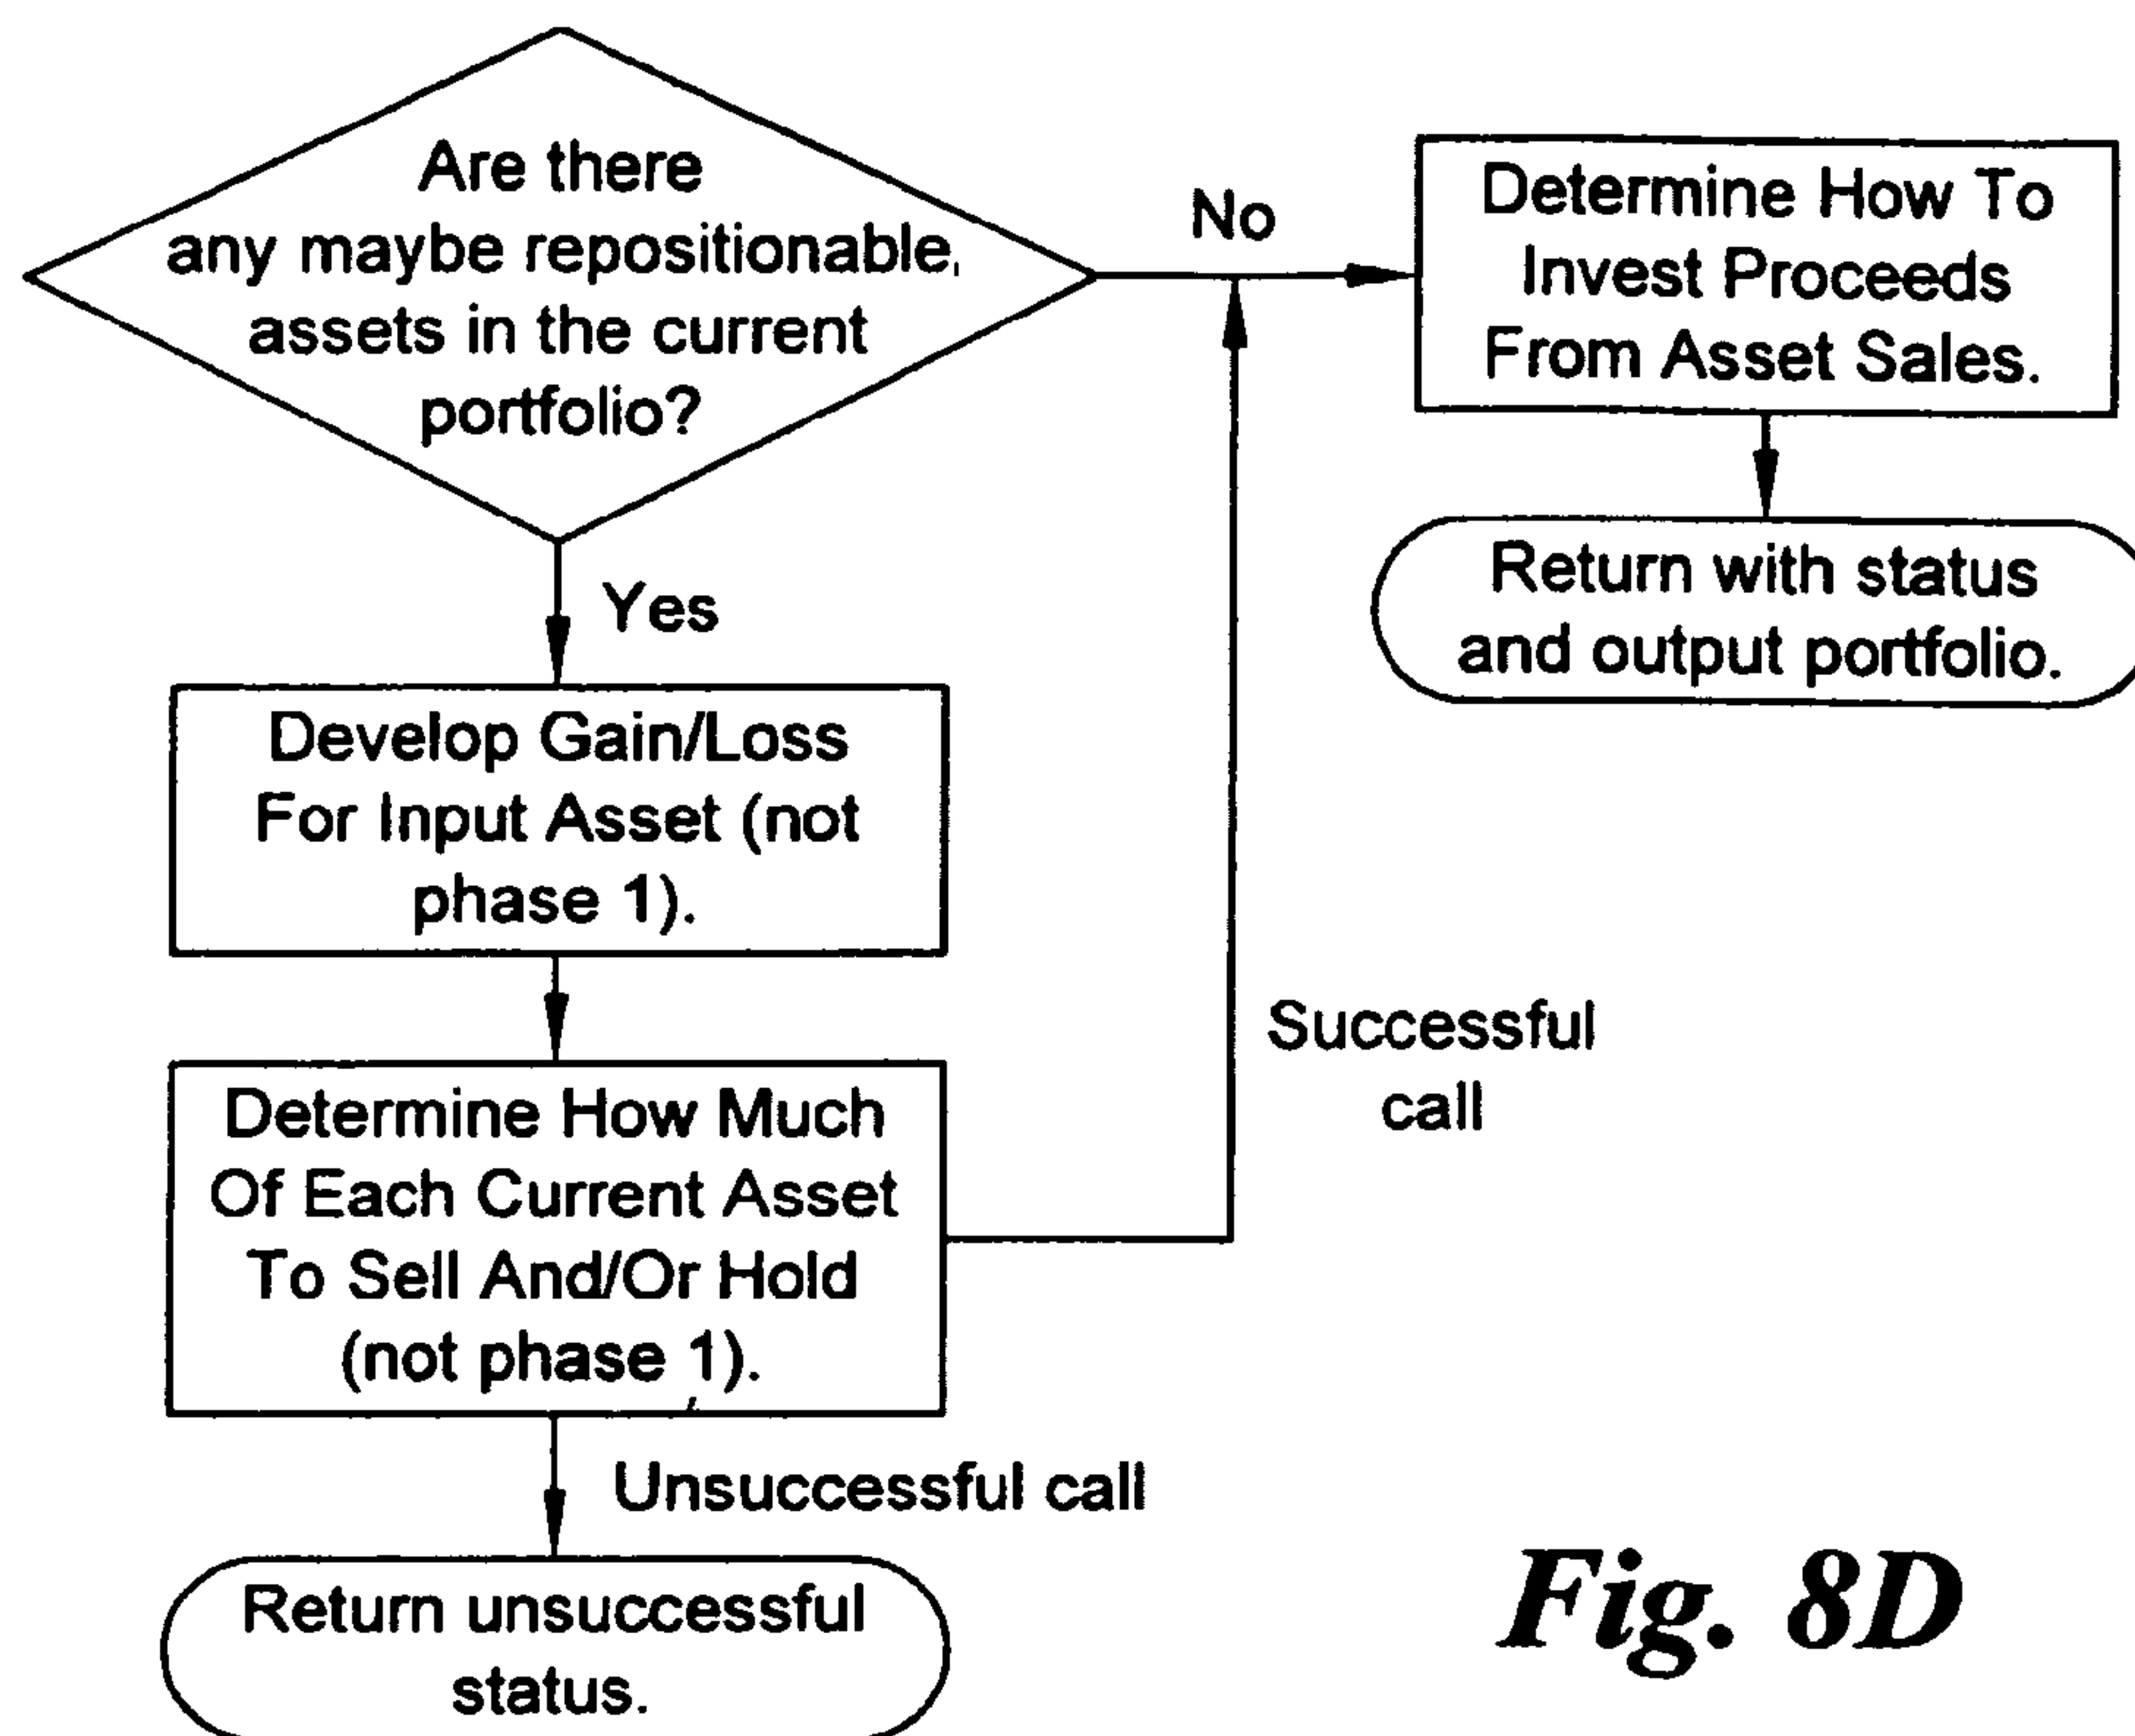 Are there
any maybe repositionable,
assets in the current
portfolio?
No
Determine How To
Invest Proceeds
From Asset Sales.
Return with status
and output portfolio.
Yes
Develop Gain/Loss
For Input Asset (not
phase 1).
Successful
call
Determine How Much
Of Each Current Asset
To Sell And/Or Hold
(not phase 1).
Unsuccessful call
Return unsuccessful
status.
Fig. 8D